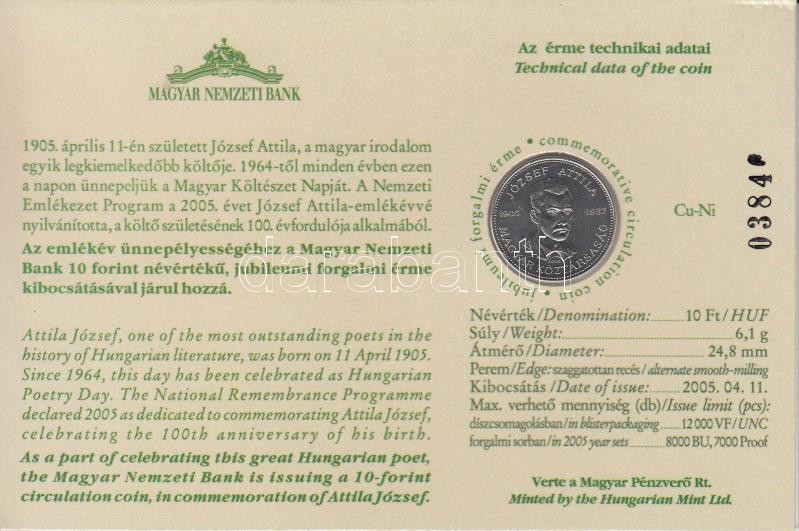 MAGYAR NEMZETI BANK
1905. április 11-én született József Attila, a magyar irodalom
egyik legkiemelkedőbb költője. 1964-től minden évben ezen
a napon ünnepeljük a Magyar Költészet Napját. A Nemzeti
Emlékezet Program a 2005. évet József Attila-emlékévvé
nyilvánította, a költő születésének 100. évfordulója alkalmából.
Az emlékév ünnepélyességéhez a Magyar Nemzeti
Bank 10 forint névértékű, jubileumi forgalmi érme
kibocsátásával járul hozzá.
Attila József, one of the most outstanding poets in the
history of Hungarian literature, was born on 11 April 1905.
Since 1964, this day has been celebrated as Hungarian
Poetry Day. The National Remembrance Programme
declared 2005 as dedicated to commemorating Attila József,
celebrating the 100th anniversary of his birth.
As a part of celebrating this great Hungarian poet,
the Magyar Nemzeti Bank is issuing a 10-forint
circulation coin, in commemoration of Attila József.
Az érme technikai adatai
Technical data of the coin
jubileumi forgalmi érme • commemorative circulation coin •
JÓZSEF ATTILA
1905 1937
MAGYAR KÖZTÁRSASÁG
Cu-Ni
0384
Névérték/Denomination:.........10 Ft/HUF
Súly/Weight:.........6,1 g
Átmérő/Diameter:.........24,8 mm
Perem/Edge: szaggatottan recés / alternate smooth-milling
Kibocsátás /Date of issue: .....2005. 04. 11.
Max. verhető mennyiség (db)/Issue limit (pcs):
díszcsomagolásban/in blisterpackaging .....12 000 VF/UNC
forgalmi sorban/in 2005 year sets .........8000 BU, 7000 Proof
Verte a Magyar Pénzverő Rt.
Minted by the Hungarian Mint Ltd.
darabanth.com